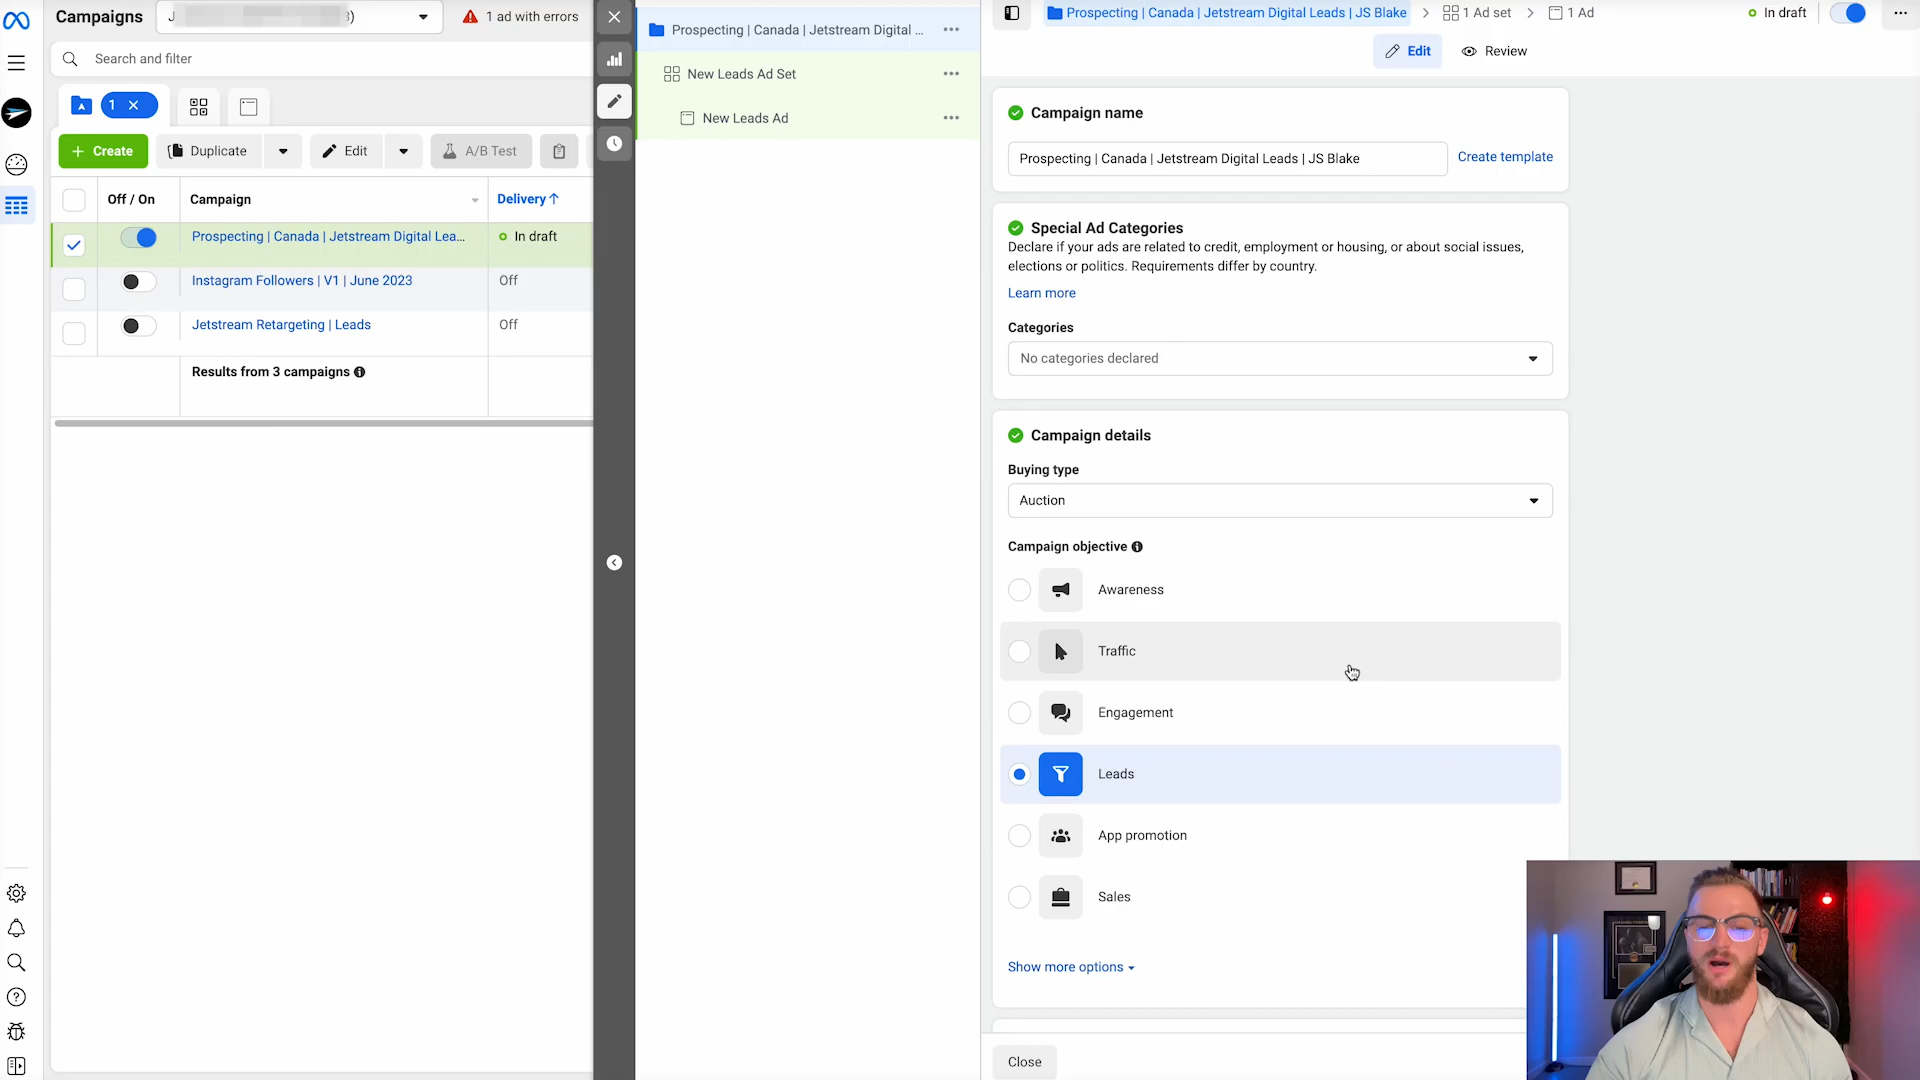 Campaigns
J
3)
1 ad with errors
Search and filter
1
Create
Duplicate
Edit
A/B Test
Off / On
Campaign
Delivery↑
Prospecting | Canada | Jetstream Digital Lea...
In draft
Instagram Followers | V1 | June 2023
Off
Jetstream Retargeting | Leads
Off
Results from 3 campaigns
Prospecting | Canada | Jetstream Digital ...
New Leads Ad Set
New Leads Ad
Prospecting | Canada | Jetstream Digital Leads | JS Blake
1 Ad set
1 Ad
In draft
Edit
Review
Campaign name
Prospecting | Canada | Jetstream Digital Leads | JS Blake
Create template
Special Ad Categories
Declare if your ads are related to credit, employment or housing, or about social issues,
elections or politics. Requirements differ by country.
Learn more
Categories
No categories declared
Campaign details
Buying type
Auction
Campaign objective
Awareness
Traffic
Engagement
Leads
App promotion
Sales
Show more options
Close